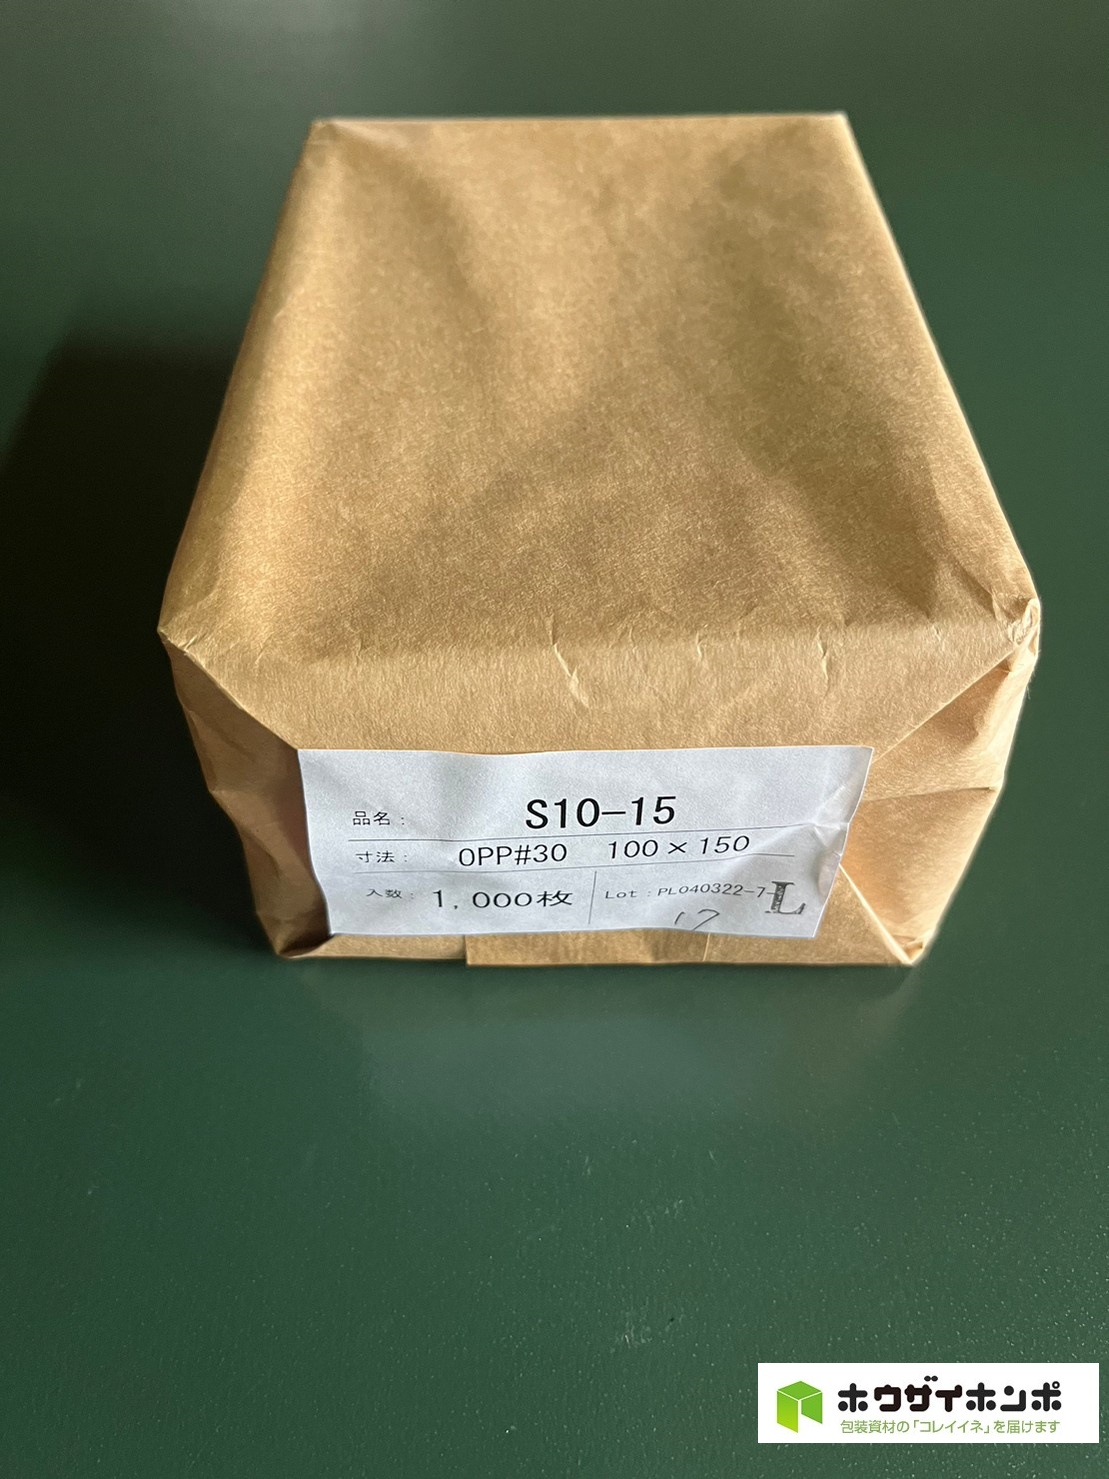 品名: S10-15
寸法: OPP#30 100×150
入数: 1,000枚 Lot:PL040322-7-L
17
ホウザイホンポ
包装資材の「コレイイネ」を届けます